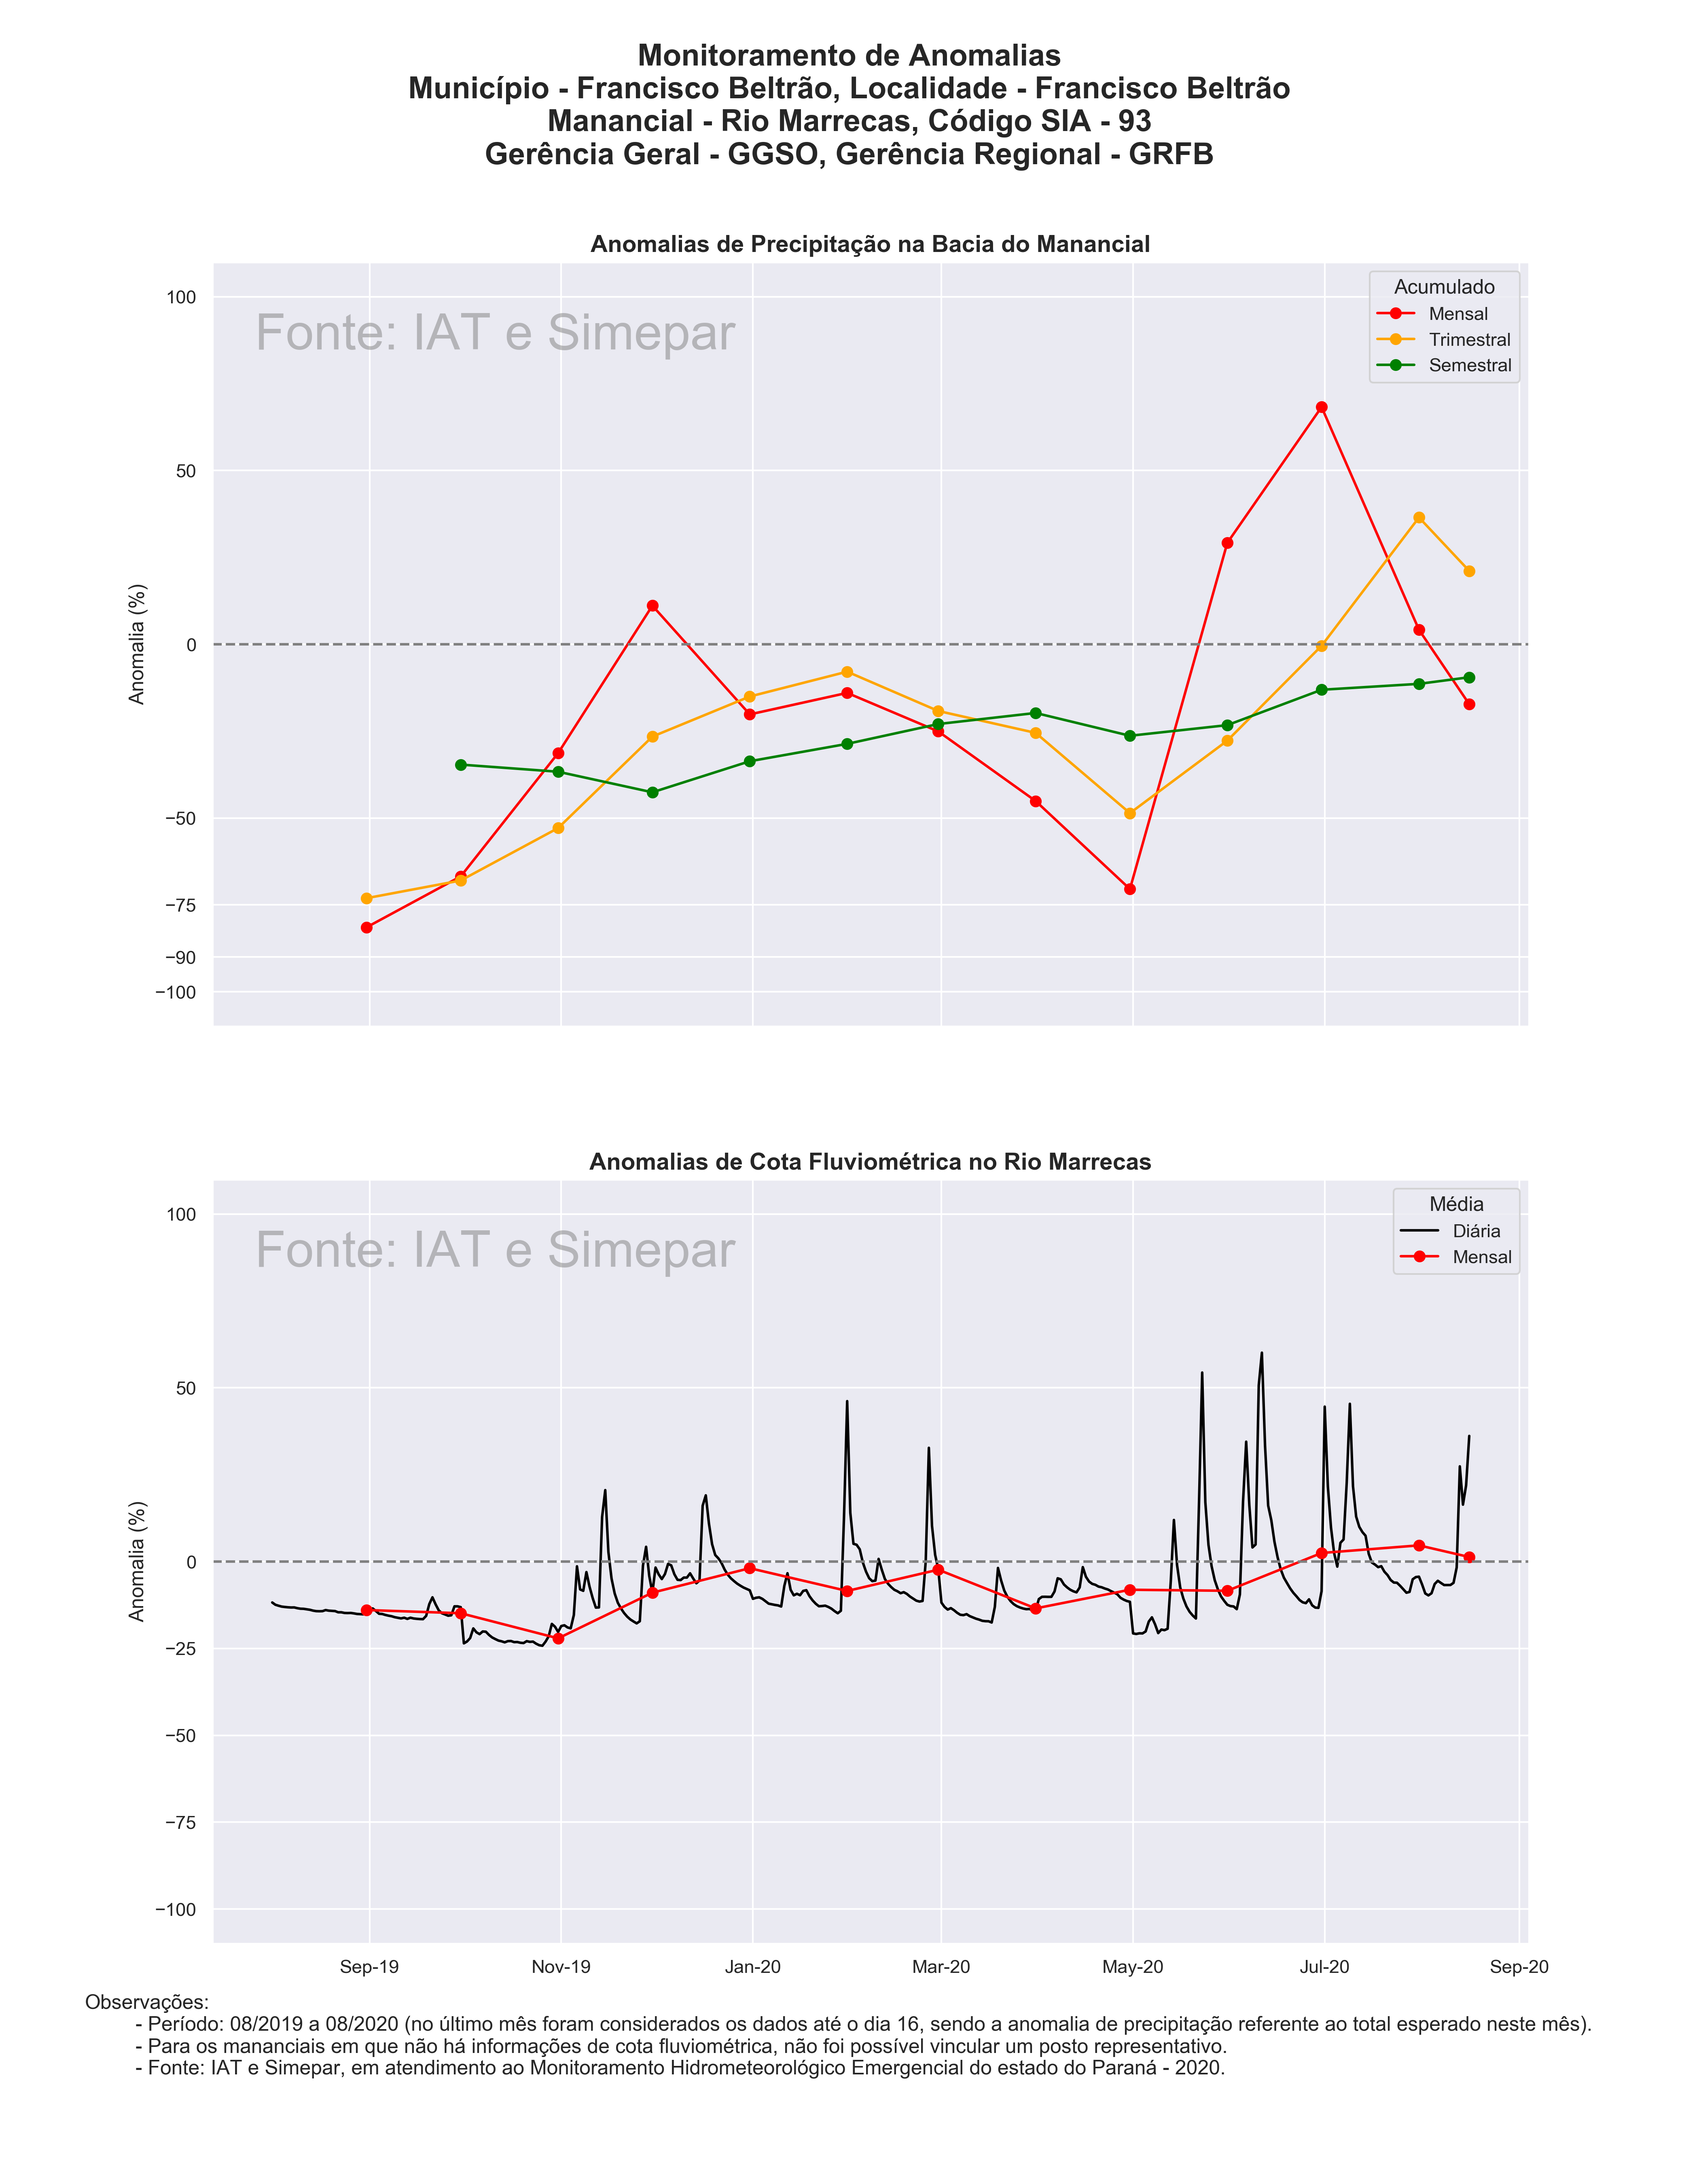 Monitoramento de Anomalias
Município - Francisco Beltrão, Localidade - Francisco Beltrão
Manancial - Rio Marrecas, Código SIA - 93
Gerência Geral - GGSO, Gerência Regional - GRFB
Anomalias de Precipitação na Bacia do Manancial
Fonte: IAT e Simepar
Acumulado
Mensal
Trimestral
Semestral
Anomalia (%)
100
50
0
−50
−75
−90
−100
Anomalias de Cota Fluviométrica no Rio Marrecas
Fonte: IAT e Simepar
Média
Diária
Mensal
Anomalia (%)
100
50
0
−25
−50
−75
−100
Sep-19 Nov-19 Jan-20 Mar-20 May-20 Jul-20 Sep-20
Observações:
- Período: 08/2019 a 08/2020 (no último mês foram considerados os dados até o dia 16, sendo a anomalia de precipitação referente ao total esperado neste mês).
- Para os mananciais em que não há informações de cota fluviométrica, não foi possível vincular um posto representativo.
- Fonte: IAT e Simepar, em atendimento ao Monitoramento Hidrometeorológico Emergencial do estado do Paraná - 2020.